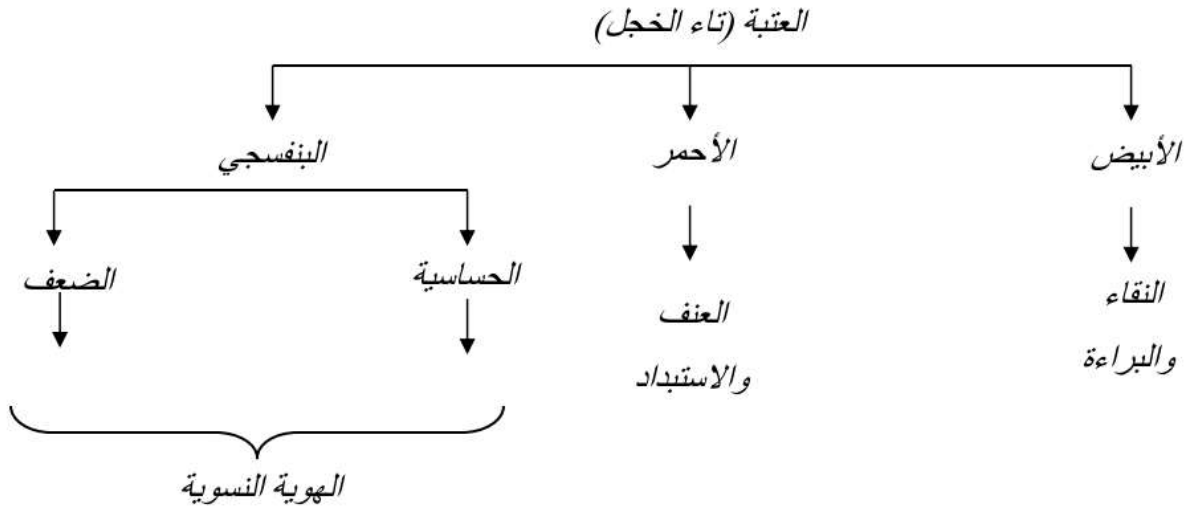 العتبة (تاء الخجل)
الأبيض
الأحمر
البنفسجي
النقاء
والبراءة
العنف
والاستبداد
الحساسية
الضعف
الهوية النسوية